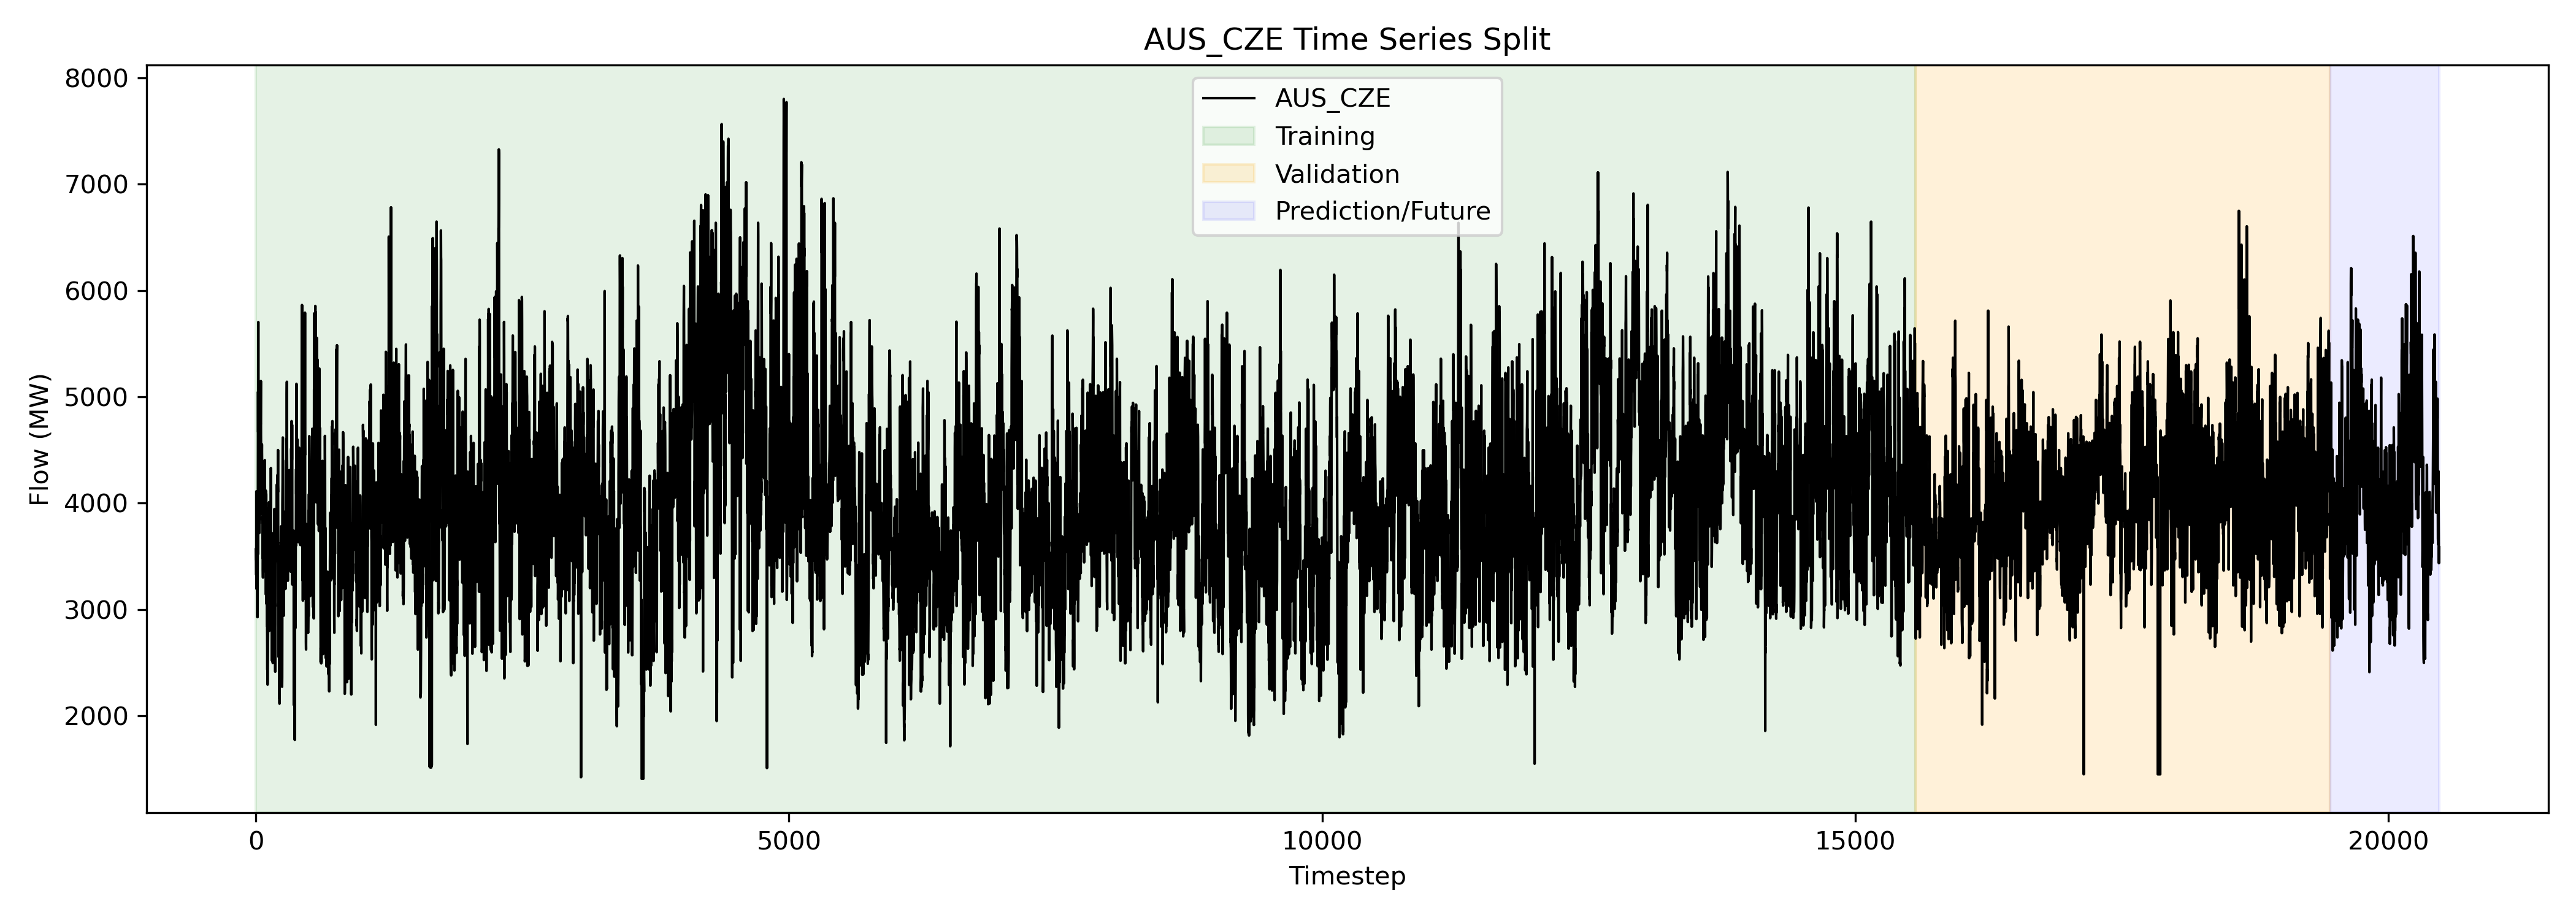 AUS_CZE Time Series Split
8000
7000
6000
5000
4000
3000
2000
Flow (MW)
AUS_CZE
Training
Validation
Prediction/Future
0
5000
10000
15000
20000
Timestep